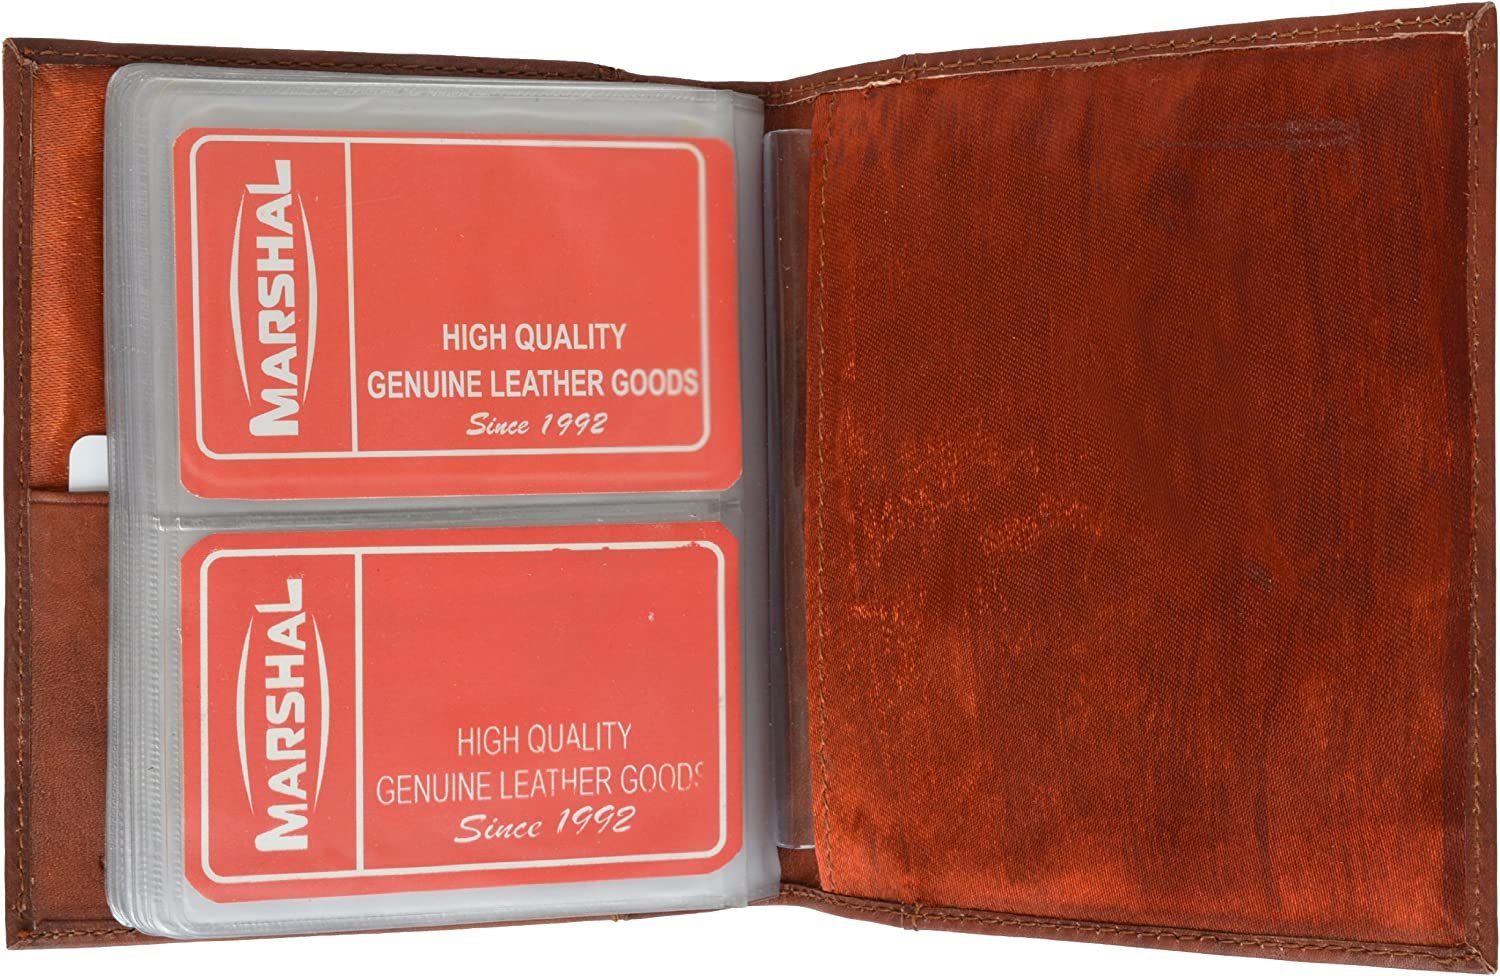 MARSHAL
HIGH QUALITY
GENUINE LEATHER GOODS
Since 1992
MARSHAL
HIGH QUALITY
GENUINE LEATHER GOODS
Since 1992